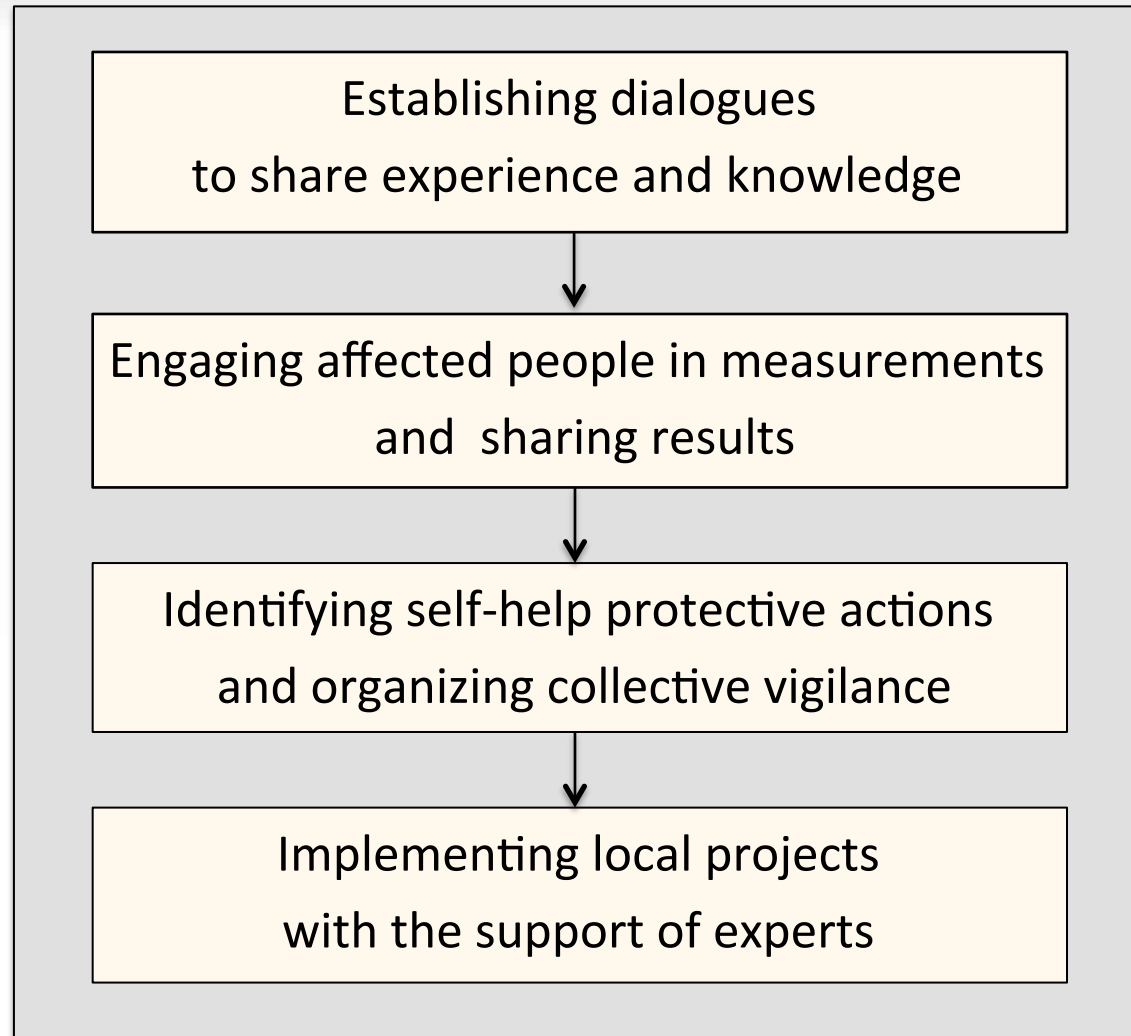 Establishing dialogues
to share experience and knowledge
Engaging affected people in measurements
and  sharing results
Identifying self-help protective actions
and organizing collective vigilance
Implementing local projects
with the support of experts